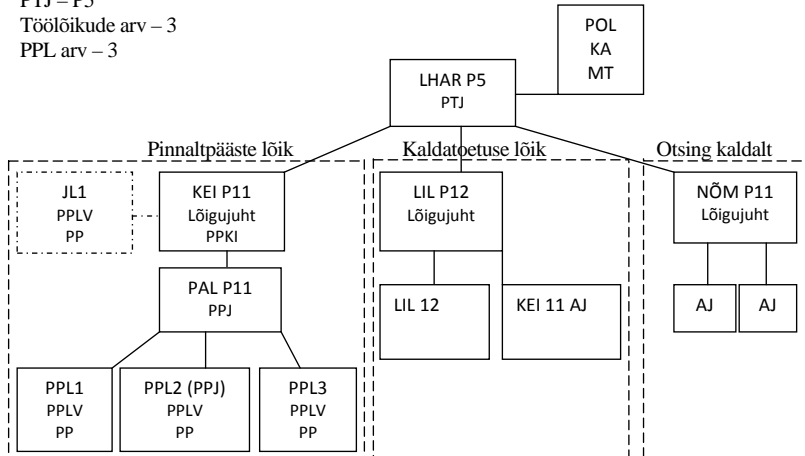 PTJ – P5
Töölõikude arv – 3
PPL arv – 3
POL
KA
MT
LHAR P5
PTJ
Pinnaltpääste lõik
Kaldatoetuse lõik
Otsing kaldalt
JL1
PPLV
PP
KEI P11
Lõigujuht
PPKI
LIL P12
Lõigujuht
NÕM P11
Lõigujuht
PAL P11
PPJ
LIL 12
KEI 11 AJ
AJ
AJ
PPL1
PPLV
PP
PPL2 (PPJ)
PPLV
PP
PPL3
PPLV
PP